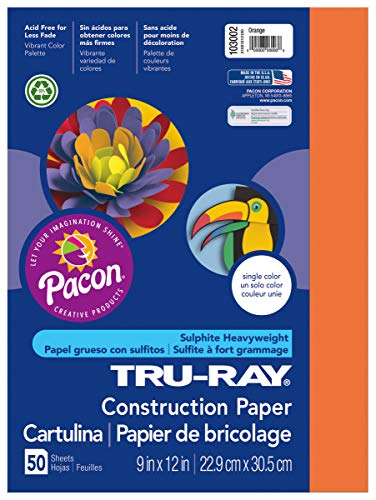 Acid Free for
Less Fade
Vibrant Color
Palette
Sin ácidos para
obtener colores
más firmes
Vibrante
variedad de
colores
Sans acide
pour moins de
décoloration
Palette de
couleurs
vibrantes
103002
Orange
MADE IN THE U.S.A.
PACON CORPORATION
APPLETON, WI 54913-8865
www.pacon.com
LET YOUR IMAGINATION SHINE™
Pacon®
CREATIVE PRODUCTS
single color
un solo color
couleur unie
Sulphite Heavyweight
Papel grueso con sulfitos | Sulfite à fort grammage
TRU-RAY®
Construction Paper
Cartulina | Papier de bricolage
50 Sheets
Hojas | Feuilles
9 in x 12 in | 22.9 cm x 30.5 cm